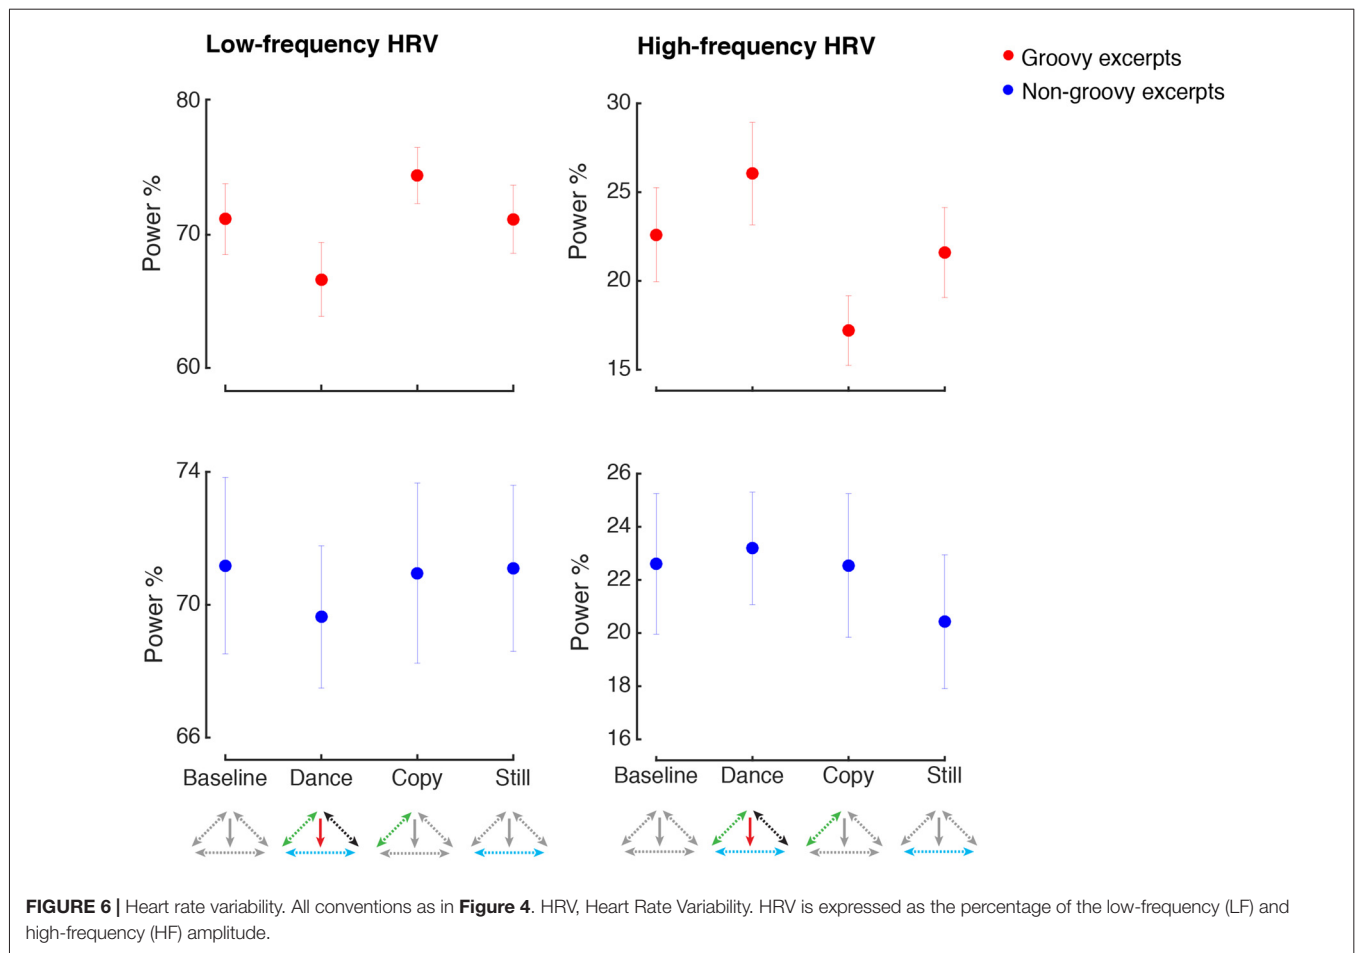 Low-frequency HRV
High-frequency HRV
Groovy excerpts
Non-groovy excerpts
Power %
80
70
60
Power %
30
25
20
15
Power %
74
70
66
Baseline Dance Copy Still
Power %
26
24
22
20
18
16
Baseline Dance Copy Still
FIGURE 6 | Heart rate variability. All conventions as in Figure 4. HRV, Heart Rate Variability. HRV is expressed as the percentage of the low-frequency (LF) and
high-frequency (HF) amplitude.